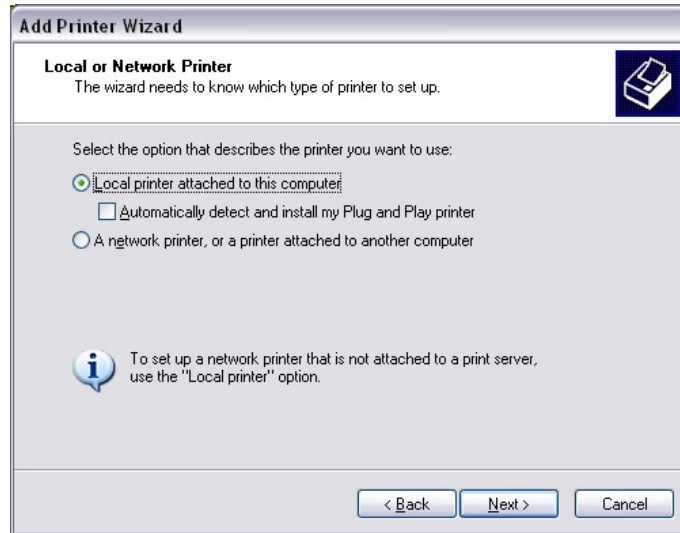 Add Printer Wizard
Local or Network Printer
The wizard needs to know which type of printer to set up.
Select the option that describes the printer you want to use:
Local printer attached to this computer
Automatically detect and install my Plug and Play printer
A network printer, or a printer attached to another computer
To set up a network printer that is not attached to a print server,
use the "Local printer" option.
< Back Next > Cancel